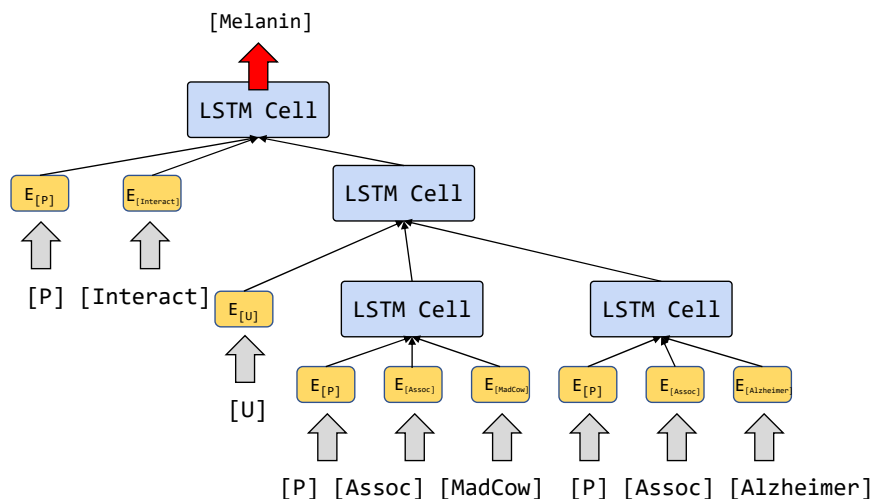 [Melanin]
LSTM Cell
E[P] E[Interact] LSTM Cell
[P] [Interact]
E[U] LSTM Cell LSTM Cell
[U]
E[P] E[Assoc] E[MadCow] E[P] E[Assoc] E[Alzheimer]
[P] [Assoc] [MadCow] [P] [Assoc] [Alzheimer]